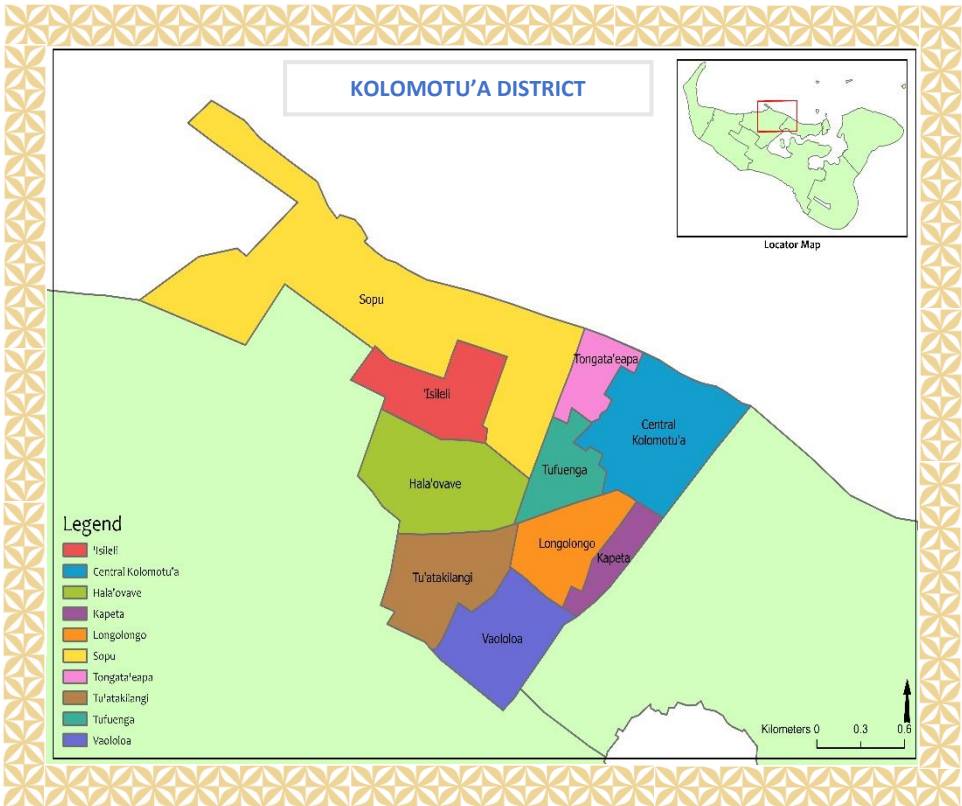 KOLOMOTU’A DISTRICT
Locator Map
Sopu
Tongata'eapa
'Isileli
Central
Kolomotu'a
Tufuenga
Hala'ovave
Longolongo
Kapeta
Tu'atakilangi
Vaololoa
Legend
'Isileli
Central Kolomotu'a
Hala'ovave
Kapeta
Longolongo
Sopu
Tongata'eapa
Tu'atakilangi
Tufuenga
Vaololoa
Kilometers 0 0.3 0.6